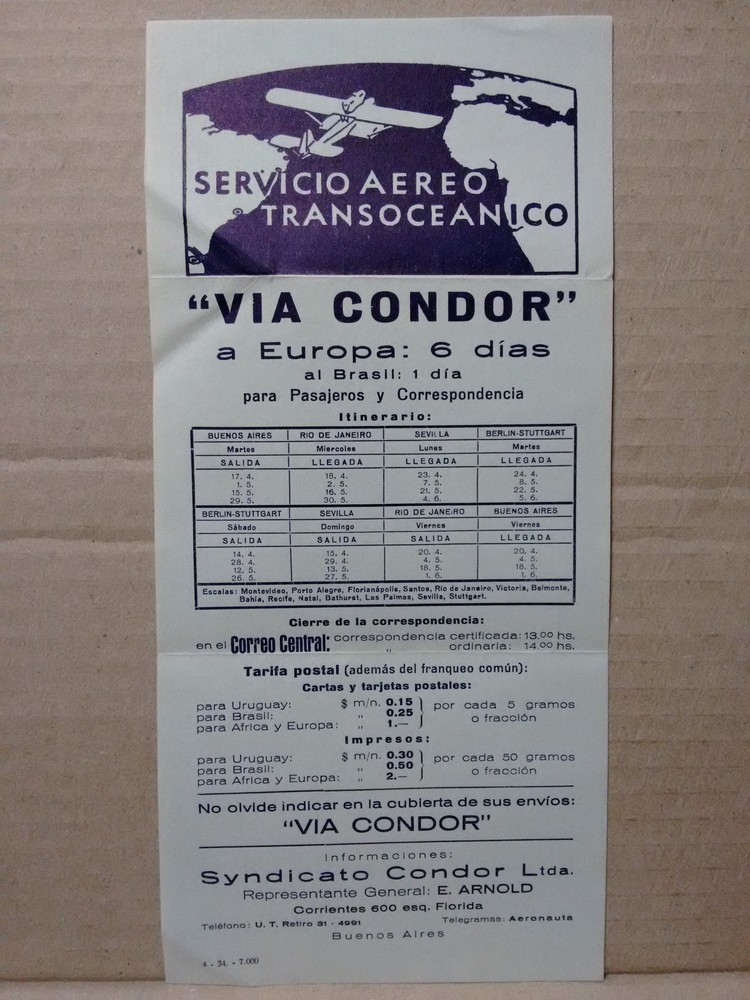 SERVICIO AEREO
TRANSOCEANICO
“VIA CONDOR”
a Europa: 6 días
al Brasil: 1 día
para Pasajeros y Correspondencia
Itinerario:
BUENOS AIRES RIO DE JANEIRO SEVILLA BERLIN-STUTTGART
Martes Miercoles Lunes Martes
SALIDA LLEGADA LLEGADA LLEGADA
17. 4. 18. 4. 23. 4. 24. 4.
1. 5. 2. 5. 7. 5. 8. 5.
15. 5. 16. 5. 21. 5. 22. 5.
29. 5. 30. 5. 4. 6. 5. 6.
BERLIN-STUTTGART SEVILLA RIO DE JANEIRO BUENOS AIRES
Sábado Domingo Viernes Viernes
SALIDA SALIDA SALIDA LLEGADA
14. 4. 15. 4. 20. 4. 20. 4.
28. 4. 29. 4. 4. 5. 4. 5.
12. 5. 13. 5. 18. 5. 18. 5.
26. 5. 27. 5. 1. 6. 1. 6.
Escalas: Montevideo, Porto Alegre, Florianápolis, Santos, Rio de Janeiro, Victoria, Belmonte,
Bahia, Recife, Natal, Bathurst, Las Palmas, Sevilla, Stuttgart.
Cierre de la correspondencia:
en el Correo Central: correspondencia certificada: 13.00 hs.
„ ordinaria: 14.00 hs.
Tarifa postal (además del franqueo común):
Cartas y tarjetas postales:
para Uruguay: $ m/n. 0.15 por cada 5 gramos
para Brasil: „ 0.25 o fracción
para Africa y Europa: „ 1.—
Impresos:
para Uruguay: $ m/n. 0.30 por cada 50 gramos
para Brasil: „ 0.50 o fracción
para Africa y Europa: „ 2.—
No olvide indicar en la cubierta de sus envíos:
“VIA CONDOR”
Informaciones:
Syndicato Condor Ltda.
Representante General: E. ARNOLD
Corrientes 600 esq. Florida
Teléfono: U. T. Retiro 31 - 4991 Telegramas: Aeronauta
Buenos Aires
4 - 34. - 7.000